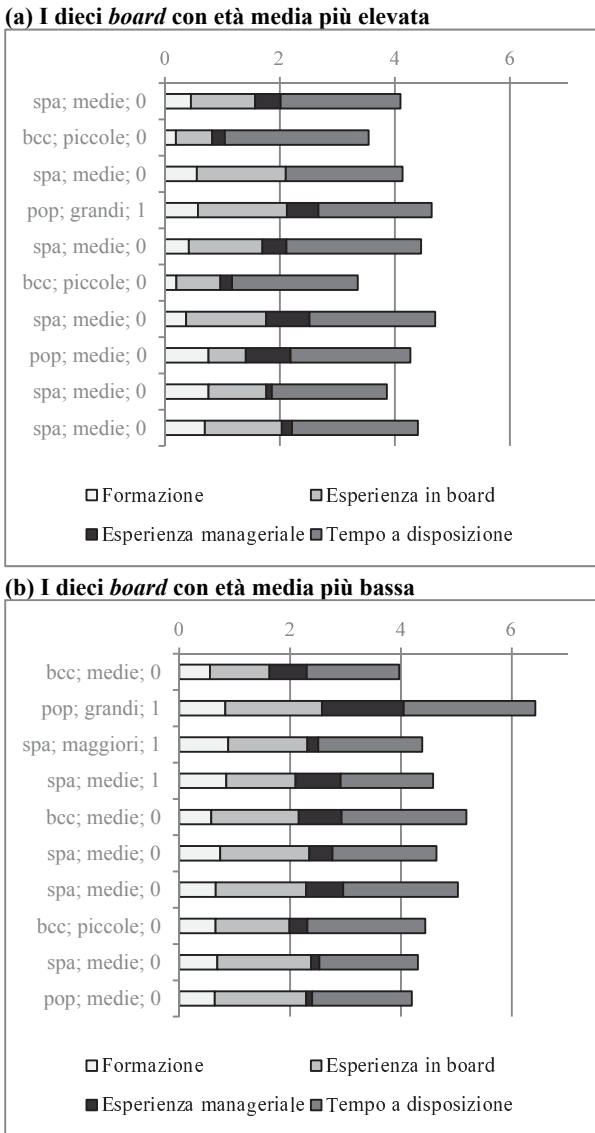 (a) I dieci board con età media più elevata
0 2 4 6
spa; medie; 0
bcc; piccole; 0
spa; medie; 0
pop; grandi; 1
spa; medie; 0
bcc; piccole; 0
spa; medie; 0
pop; medie; 0
spa; medie; 0
spa; medie; 0
Formazione Esperienza in board
Esperienza manageriale Tempo a disposizione
(b) I dieci board con età media più bassa
0 2 4 6
bcc; medie; 0
pop; grandi; 1
spa; maggiori; 1
spa; medie; 1
bcc; medie; 0
spa; medie; 0
spa; medie; 0
bcc; piccole; 0
spa; medie; 0
pop; medie; 0
Formazione Esperienza in board
Esperienza manageriale Tempo a disposizione